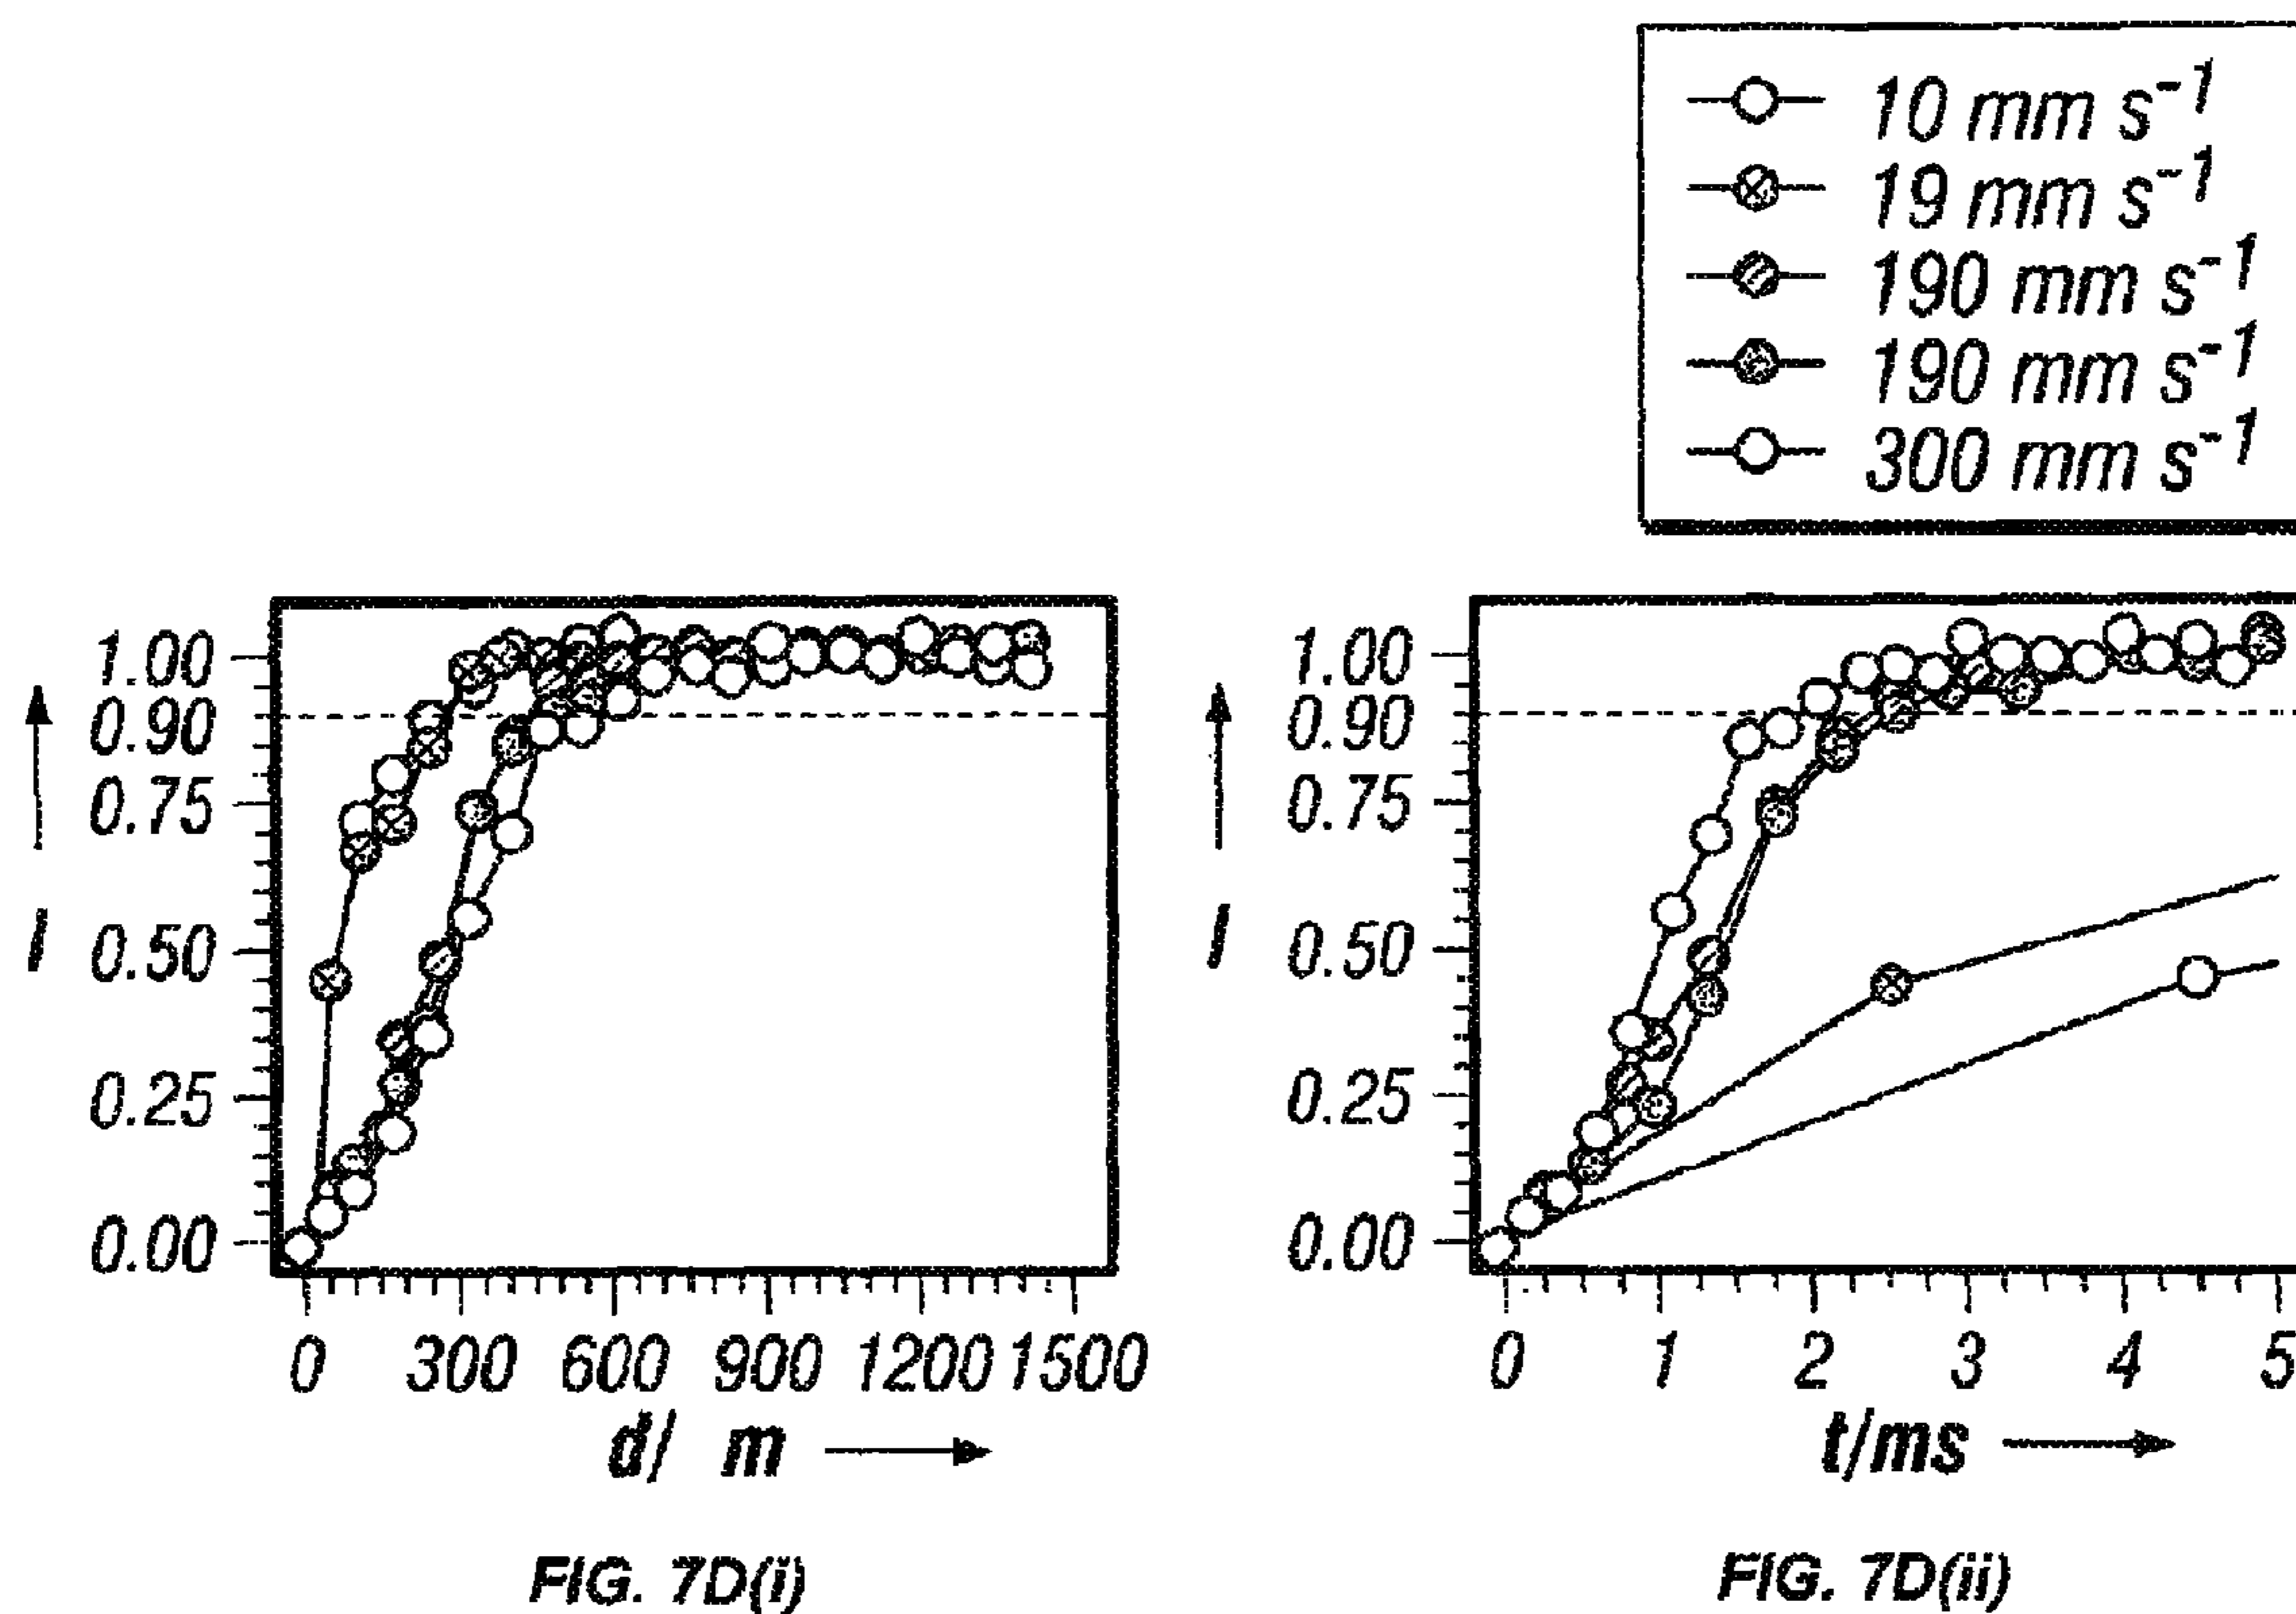 10 mm s⁻¹
19 mm s⁻¹
190 mm s⁻¹
190 mm s⁻¹
300 mm s⁻¹
1.00
0.90
0.75
0.50
0.25
0.00
I
0 300 600 900 1200 1500
d/ m
FIG. 7D(i)
1.00
0.90
0.75
0.50
0.25
0.00
I
0 1 2 3 4 5
t/ms
FIG. 7D(ii)